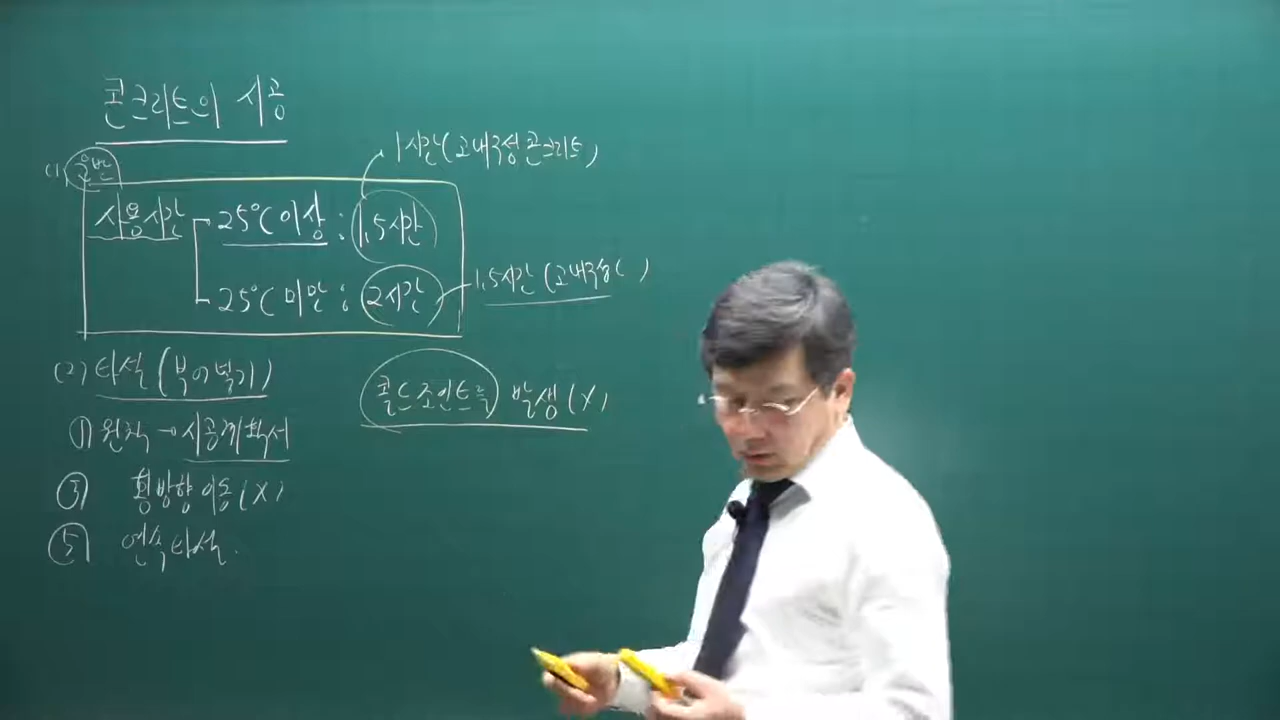 콘크리트의 시공
(1) 운반
1시간(고내구성 콘크리트)
사용시간 25℃ 이상 : 1.5시간
25℃ 미만 : 2시간
1.5시간(고내구성( )
(2) 타설(부어넣기)
콜드조인트 발생(X)
① 원칙 → 시공계획서
③ 횡방향 이동(X)
⑤ 연속타설.